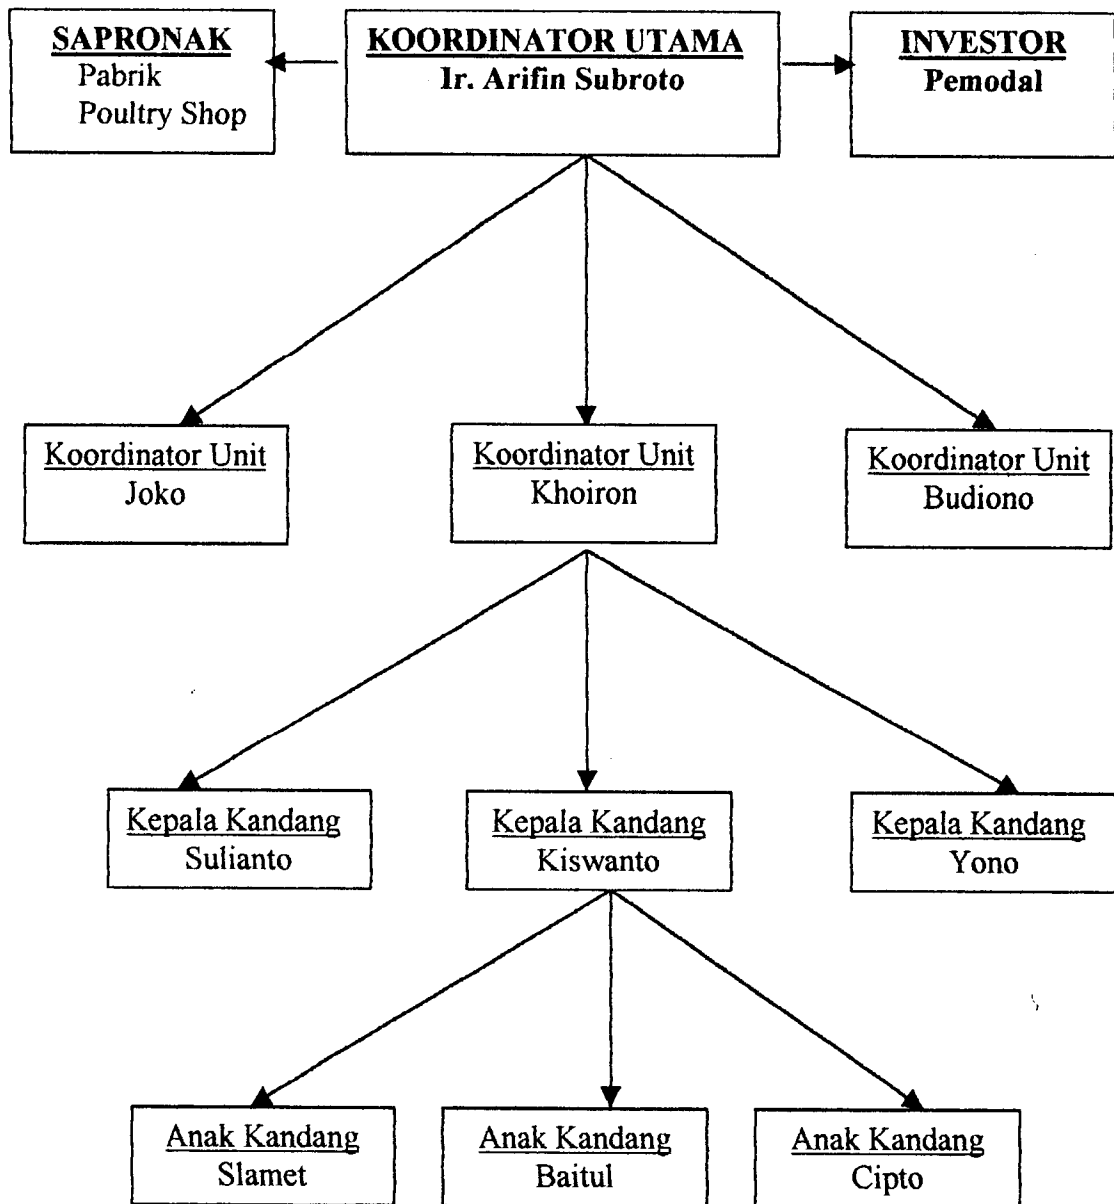 SAPRONAK
Pabrik
Poultry Shop
KOORDINATOR UTAMA
Ir. Arifin Subroto
INVESTOR
Pemodal
Koordinator Unit
Joko
Koordinator Unit
Khoiron
Koordinator Unit
Budiono
Kepala Kandang
Sulianto
Kepala Kandang
Kiswanto
Kepala Kandang
Yono
Anak Kandang
Slamet
Anak Kandang
Baitul
Anak Kandang
Cipto